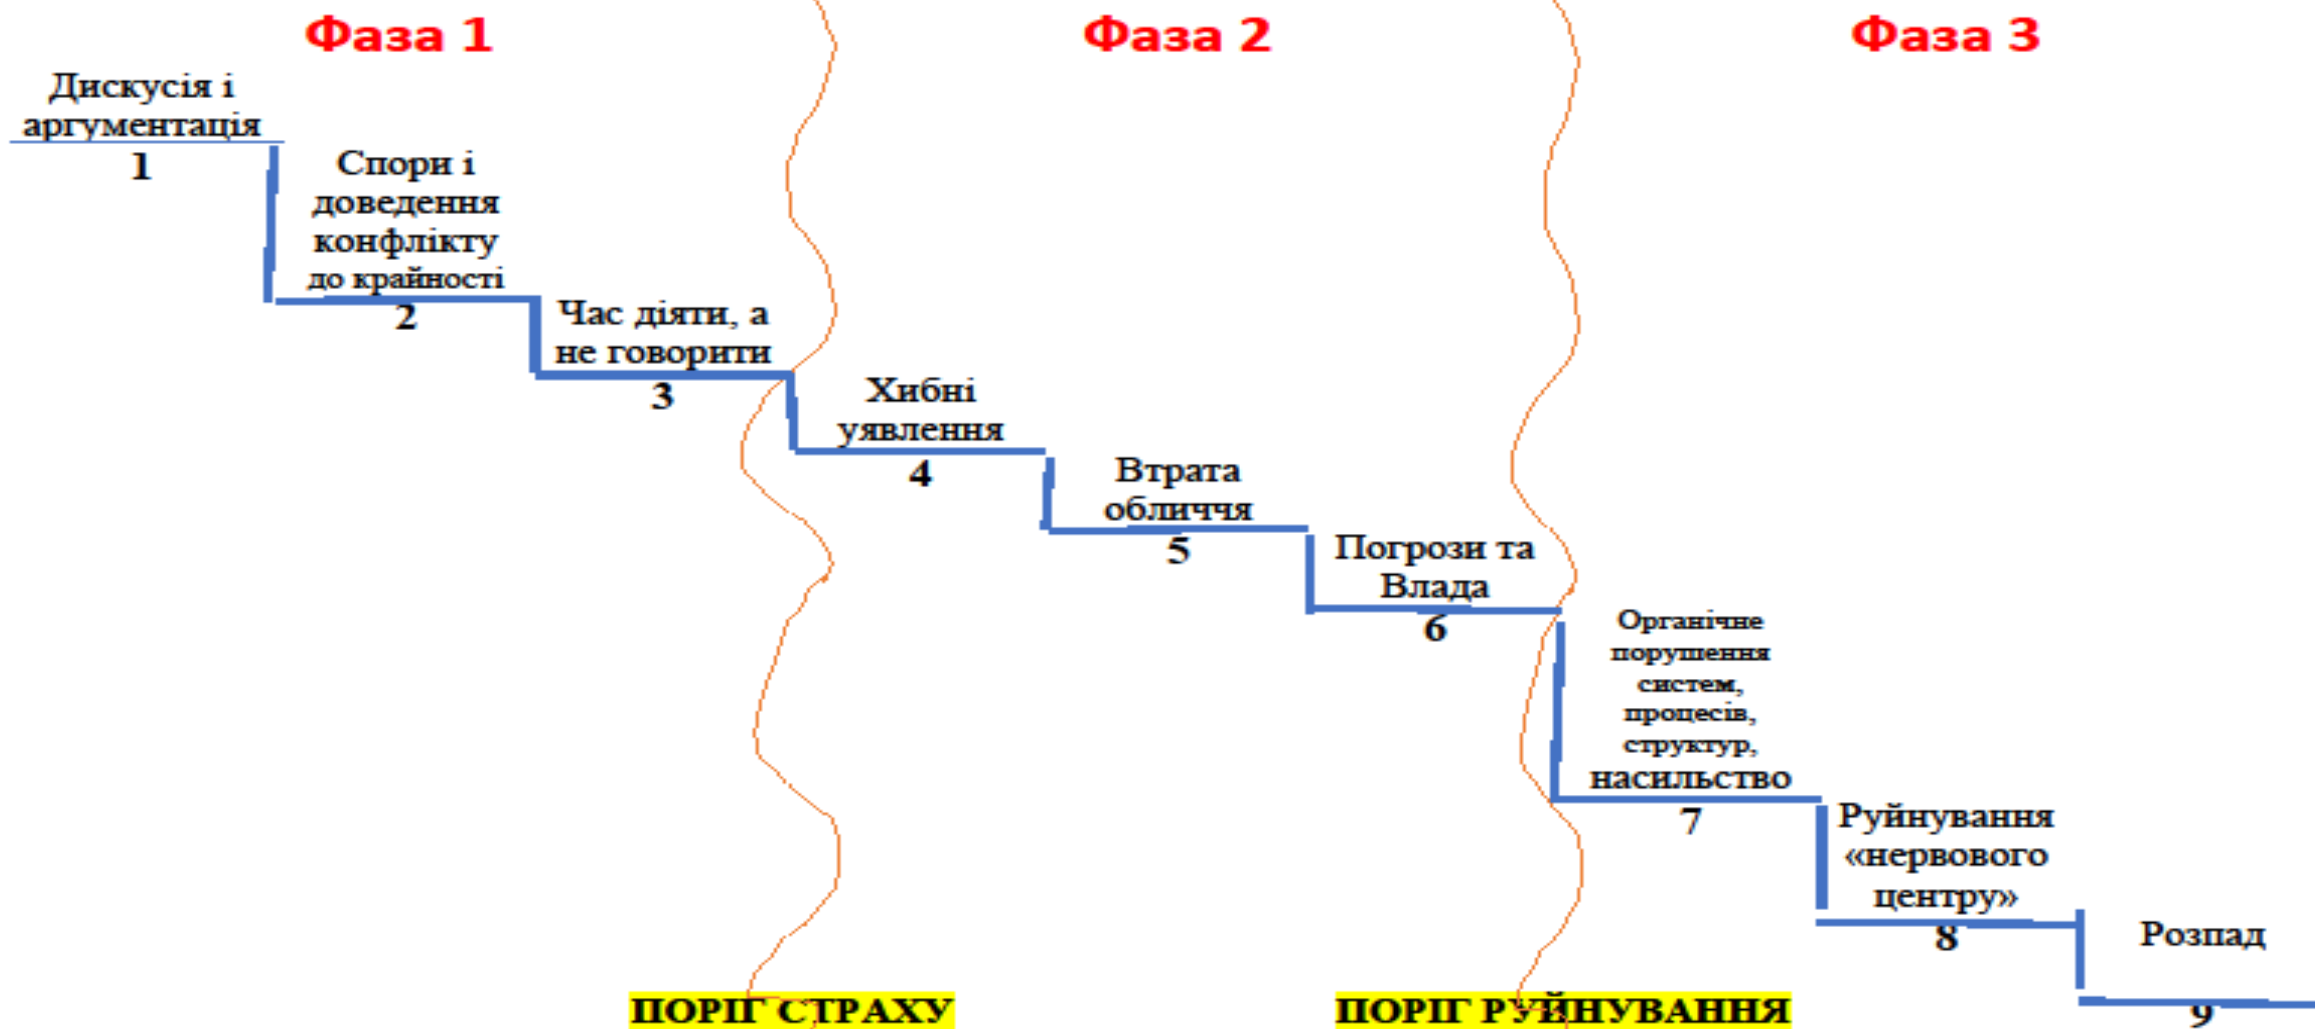 Фаза 1
Фаза 2
Фаза 3
Дискусія і
аргументація
1
Спори і
доведення
конфлікту
до крайності
2
Час діяти, а
не говорити
3
Хибні
уявлення
4
Втрата
обличчя
5
Погрози та
Влада
6
Органічне
порушення
систем,
процесів,
структур,
насильство
7
Руйнування
«нервового
центру»
8
Розпад
9
ПОРІГ СТРАХУ
ПОРІГ РУЙНУВАННЯ